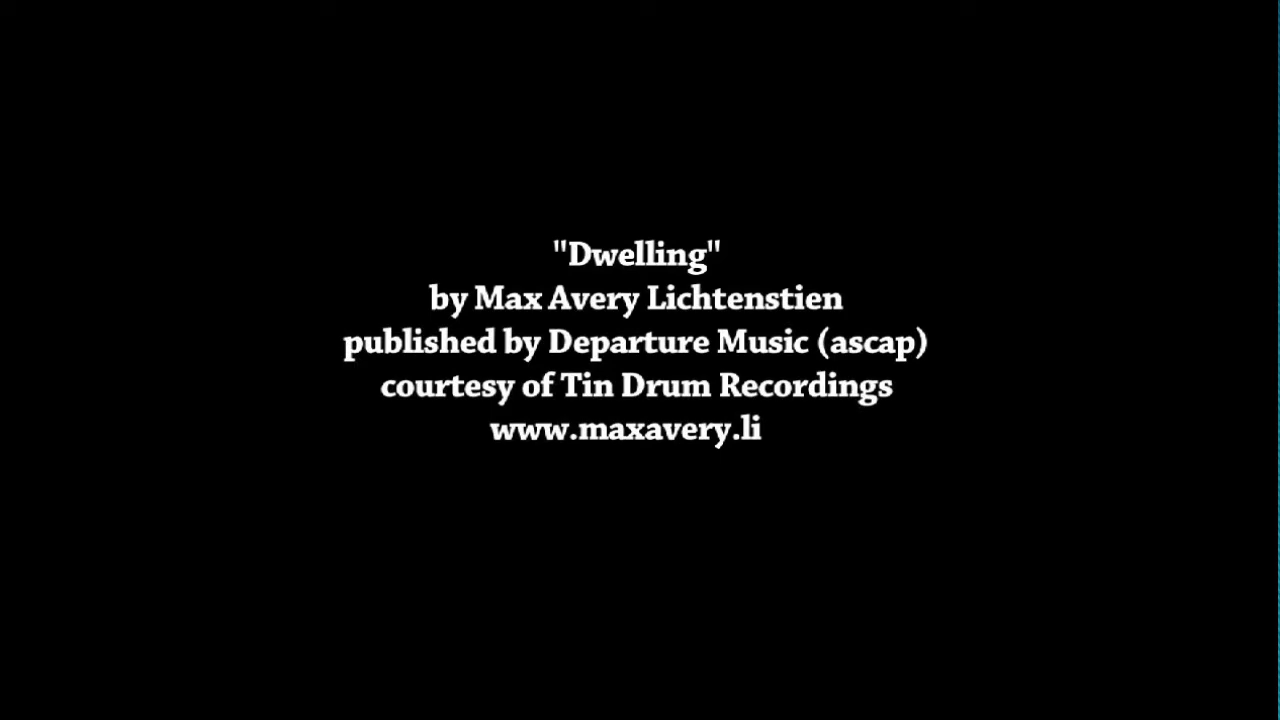 "Dwelling"
by Max Avery Lichtenstien
published by Departure Music (ascap)
courtesy of Tin Drum Recordings
www.maxavery.li